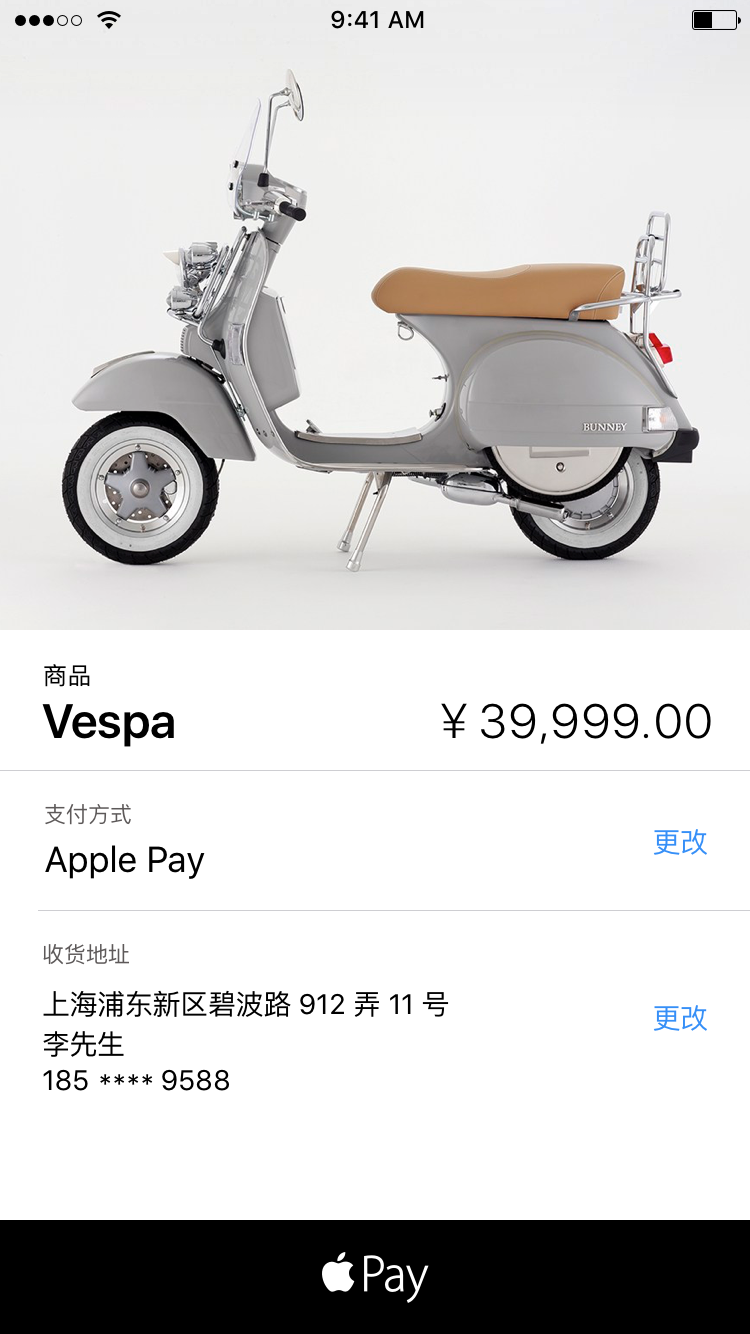 9:41 AM
BUNNEY
商品
Vespa
¥ 39,999.00
支付方式
Apple Pay
更改
收货地址
上海浦东新区碧波路 912 弄 11 号
李先生
185 **** 9588
更改
Pay